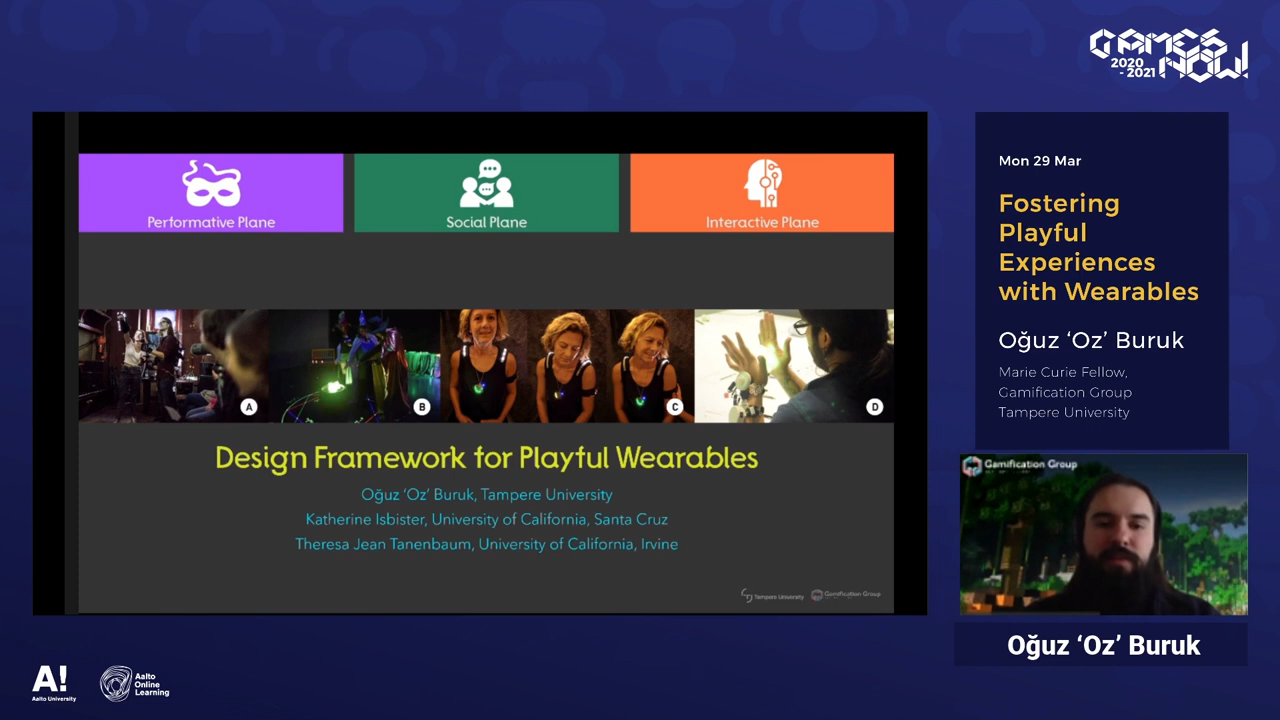 GAMES
2020
- 2021
NOW!
Performative Plane
Social Plane
Interactive Plane
A
B
C
D
Design Framework for Playful Wearables
Oğuz ‘Oz’ Buruk, Tampere University
Katherine Isbister, University of California, Santa Cruz
Theresa Jean Tanenbaum, University of California, Irvine
Tampere University
Gamification Group
Mon 29 Mar
Fostering
Playful
Experiences
with Wearables
Oğuz ‘Oz’ Buruk
Marie Curie Fellow,
Gamification Group
Tampere University
Gamification Group
Oğuz ‘Oz’ Buruk
A!
Aalto University
Aalto
Online
Learning